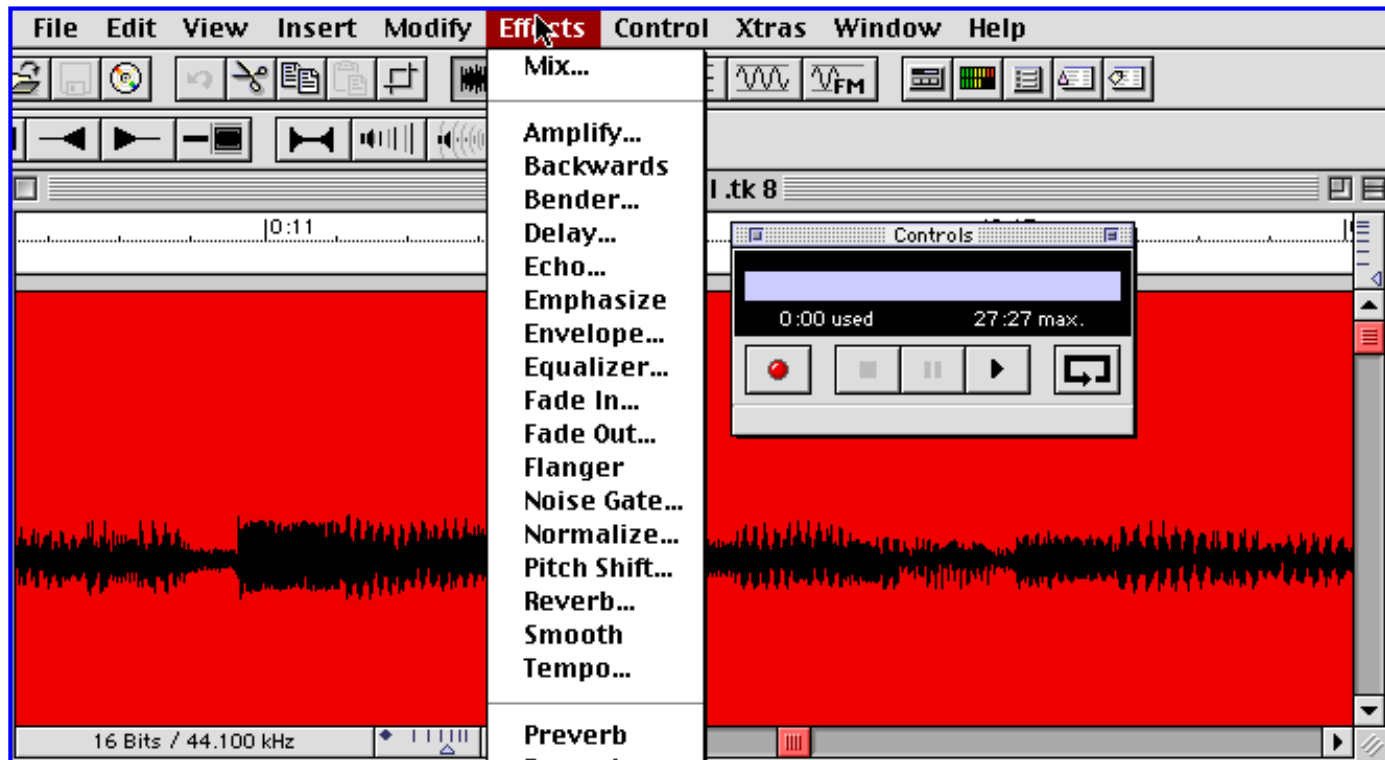 File Edit View Insert Modify Effects Control Xtras Window Help
Mix...
FM
Amplify...
Backwards
Bender...
l .tk 8
Delay...
0:11
Controls
Echo...
Emphasize
0:00 used 27:27 max.
Envelope...
Equalizer...
Fade In...
Fade Out...
Flanger
Noise Gate...
Normalize...
Pitch Shift...
Reverb...
Smooth
Tempo...
Preverb
16 Bits / 44.100 kHz